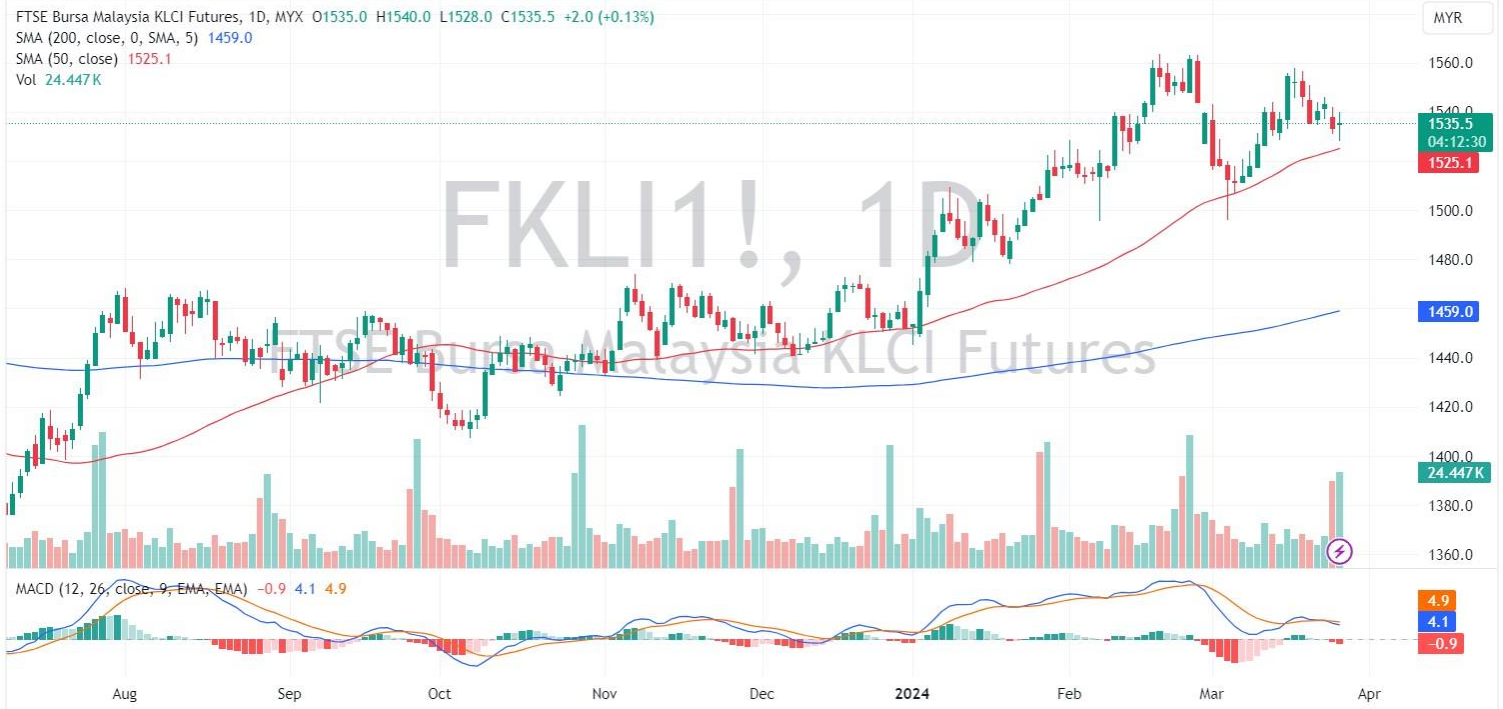 FTSE Bursa Malaysia KLCI Futures, 1D, MYX O1535.0 H1540.0 L1528.0 C1535.5 +2.0 (+0.13%)
MYR
SMA (200, close, 0, SMA, 5) 1459.0
SMA (50, close) 1525.1
Vol 24.447K
1560.0
1540.0
1535.5
04:12:30
1525.1
1500.0
1480.0
1459.0
1440.0
1420.0
1400.0
24.447K
1380.0
1360.0
FKLI1!, 1D
FTSE Bursa Malaysia KLCI Futures
MACD (12, 26, close, 9, EMA, EMA) −0.9 4.1 4.9
4.9
4.1
−0.9
Aug Sep Oct Nov Dec 2024 Feb Mar Apr